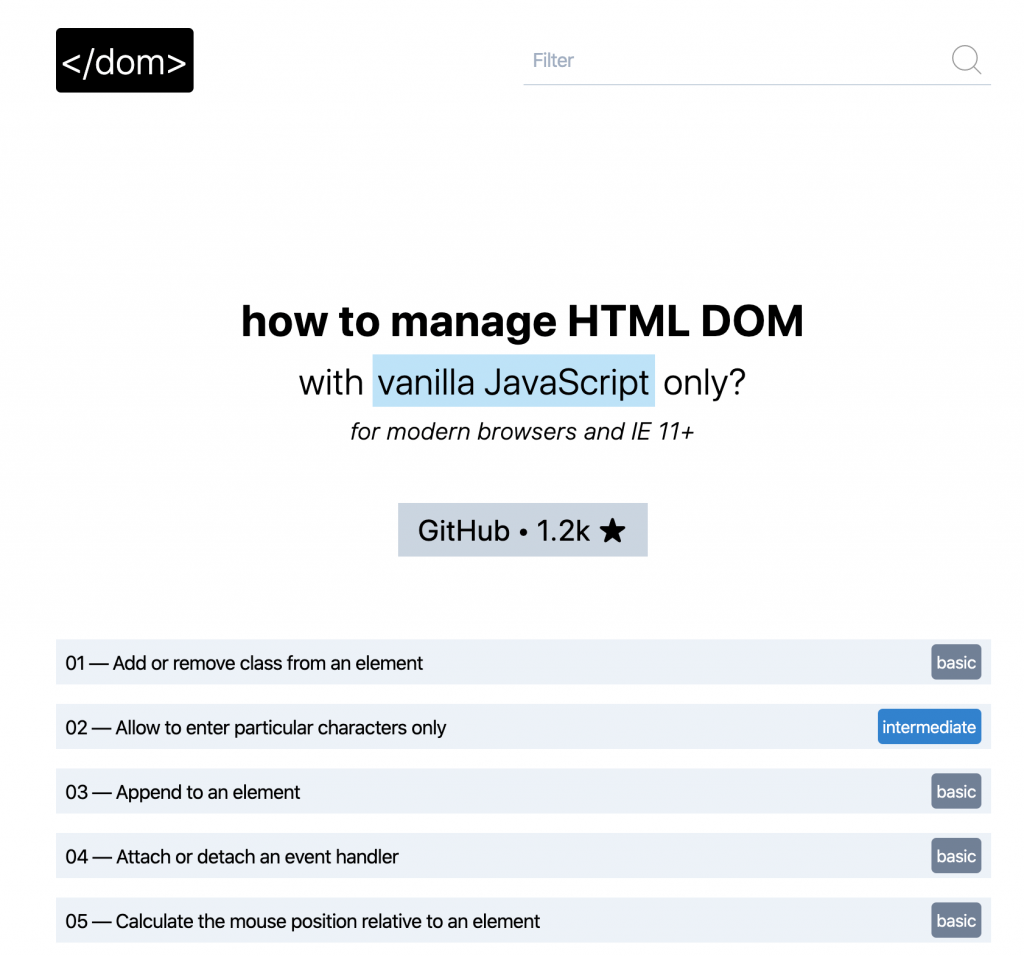 </dom>
Filter
how to manage HTML DOM
with vanilla JavaScript only?
for modern browsers and IE 11+
GitHub • 1.2k ★
01 — Add or remove class from an element basic
02 — Allow to enter particular characters only intermediate
03 — Append to an element basic
04 — Attach or detach an event handler basic
05 — Calculate the mouse position relative to an element basic